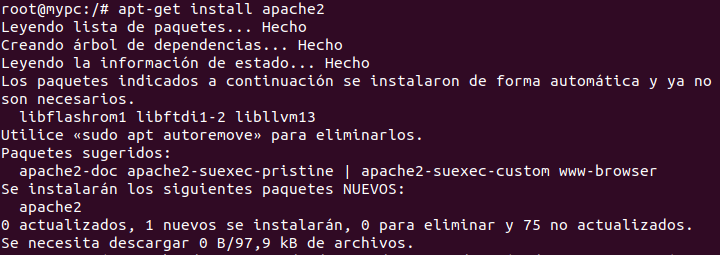 root@mypc:/# apt-get install apache2
Leyendo lista de paquetes... Hecho
Creando árbol de dependencias... Hecho
Leyendo la información de estado... Hecho
Los paquetes indicados a continuación se instalaron de forma automática y ya no
son necesarios.
  libflashrom1 libftdi1-2 libllvm13
Utilice «sudo apt autoremove» para eliminarlos.
Paquetes sugeridos:
  apache2-doc apache2-suexec-pristine | apache2-suexec-custom www-browser
Se instalarán los siguientes paquetes NUEVOS:
  apache2
0 actualizados, 1 nuevos se instalarán, 0 para eliminar y 75 no actualizados.
Se necesita descargar 0 B/97,9 kB de archivos.